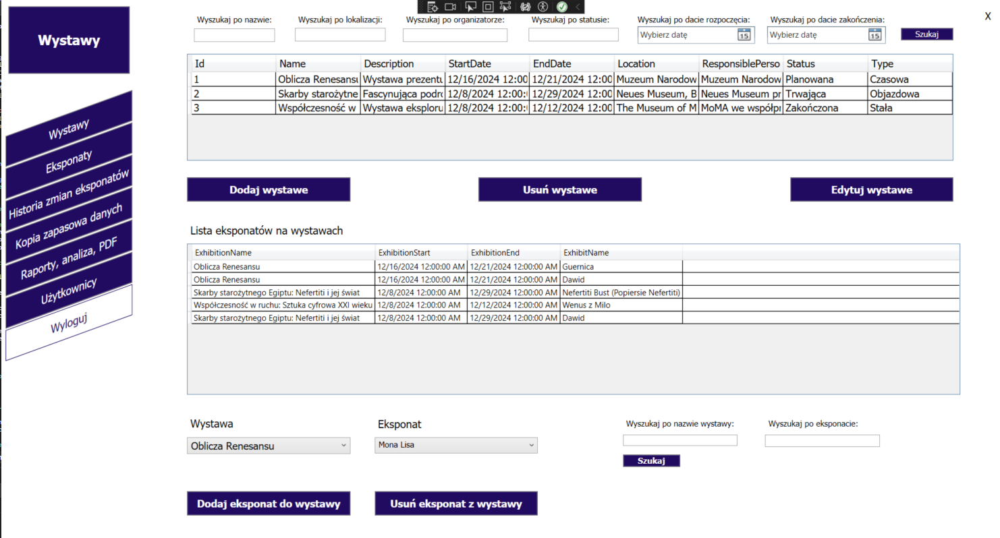 Wystawy
Wyszukaj po nazwie: Wyszukaj po lokalizacji: Wyszukaj po organizatorze: Wyszukaj po statusie: Wyszukaj po dacie rozpoczęcia: Wyszukaj po dacie zakończenia:
X
Wybierz datę 15 Wybierz datę 15 Szukaj
Id Name Description StartDate EndDate Location ResponsiblePerso Status Type
1 Oblicza Renesansu Wystawa prezentu 12/16/2024 12:00 12/21/2024 12:00 Muzeum Narodow Muzeum Narodow Planowana Czasowa
2 Skarby starożytne Fascynująca podró 12/8/2024 12:00: 12/29/2024 12:00 Neues Museum, B Neues Museum pr Trwająca Objazdowa
3 Współczesność w Wystawa eksploru 12/8/2024 12:00: 12/12/2024 12:00 The Museum of M MoMA we współpr Zakończona Stała
Wystawy
Eksponaty
Historia zmian eksponatów
Kopia zapasowa danych
Raporty, analiza, PDF
Użytkownicy
Wyloguj
Dodaj wystawe Usuń wystawe Edytuj wystawe
Lista eksponatów na wystawach
ExhibitionName ExhibitionStart ExhibitionEnd ExhibitName
Oblicza Renesansu 12/16/2024 12:00:00 AM 12/21/2024 12:00:00 AM Guernica
Oblicza Renesansu 12/16/2024 12:00:00 AM 12/21/2024 12:00:00 AM Dawid
Skarby starożytnego Egiptu: Nefertiti i jej świat 12/8/2024 12:00:00 AM 12/29/2024 12:00:00 AM Nefertiti Bust (Popiersie Nefertiti)
Współczesność w ruchu: Sztuka cyfrowa XXI wieku 12/8/2024 12:00:00 AM 12/12/2024 12:00:00 AM Wenus z Milo
Skarby starożytnego Egiptu: Nefertiti i jej świat 12/8/2024 12:00:00 AM 12/29/2024 12:00:00 AM Dawid
Wystawa Eksponat Wyszukaj po nazwie wystawy: Wyszukaj po eksponacie:
Oblicza Renesansu Mona Lisa
Szukaj
Dodaj eksponat do wystawy Usuń eksponat z wystawy